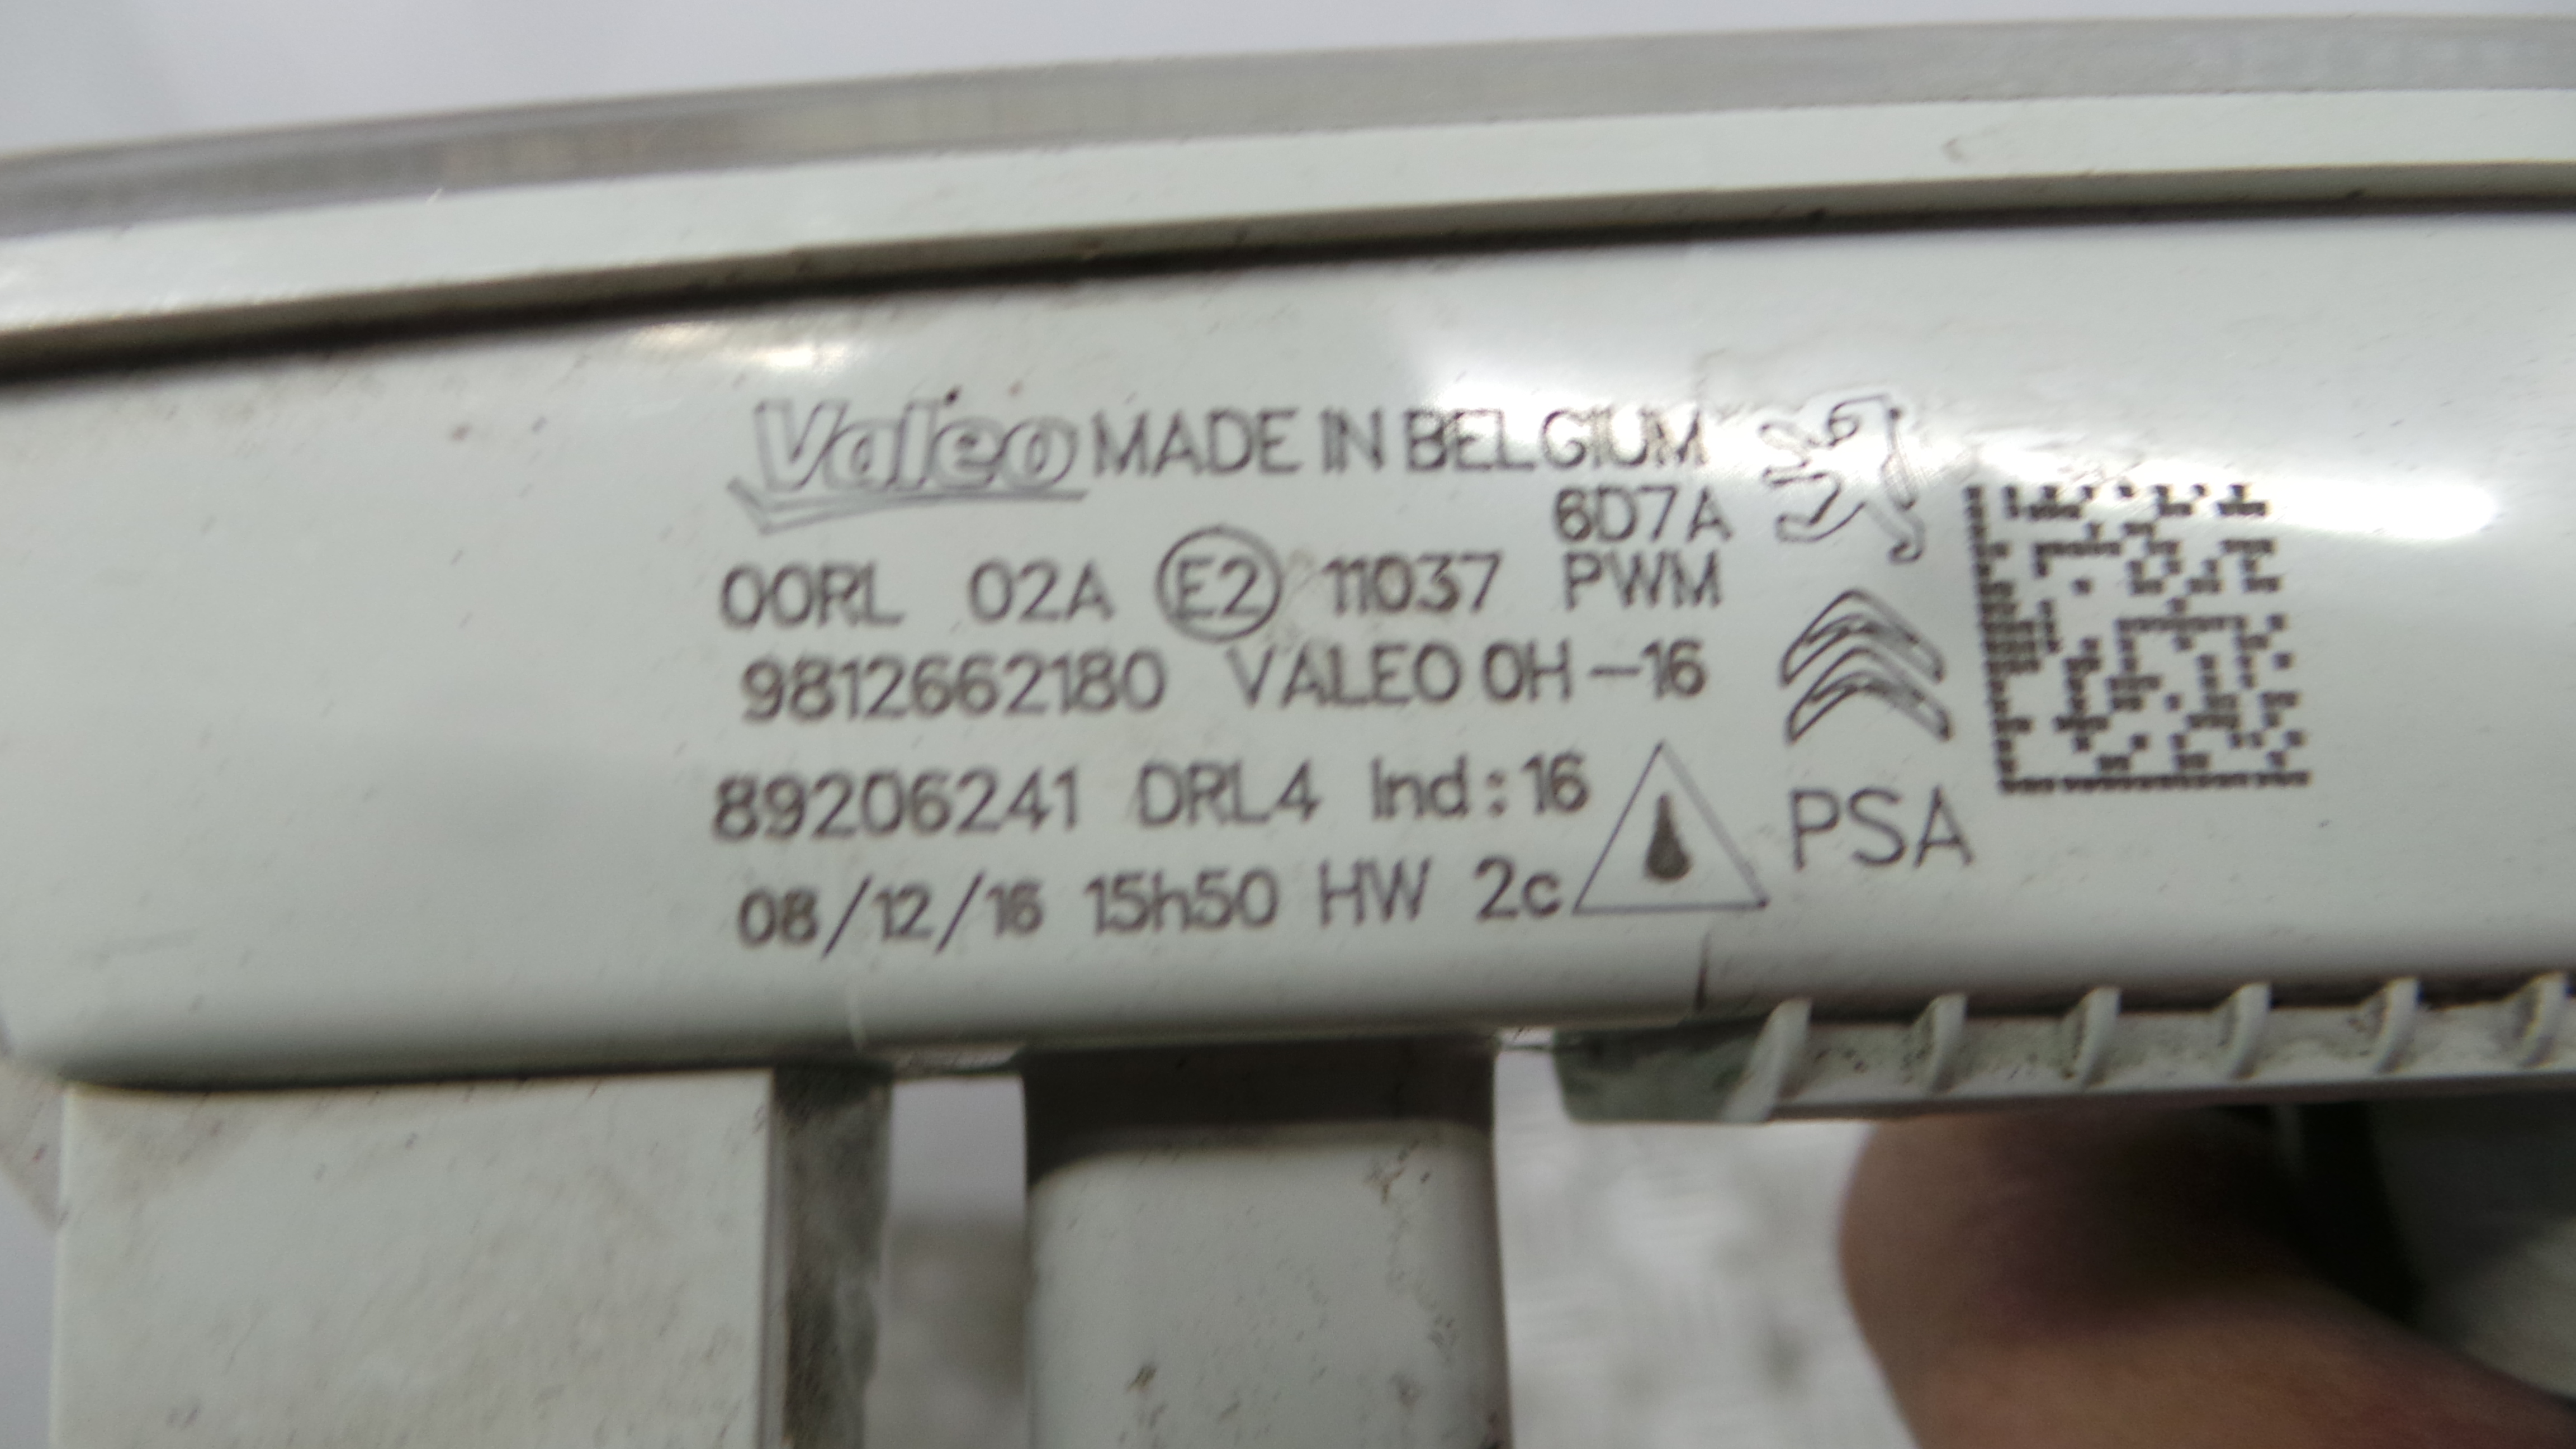 Valeo MADE IN BELGIUM
6D7A
00RL 02A E2 11037 PWM
9812662180 VALEO 0H-16
89206241 DRL4 Ind:16
08/12/16 15h50 HW 2c
PSA